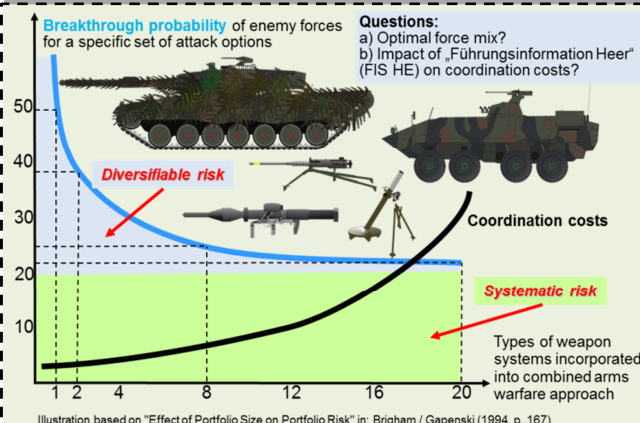 Breakthrough probability of enemy forces
for a specific set of attack options
Questions:
a) Optimal force mix?
b) Impact of „Führungsinformation Heer“
(FIS HE) on coordination costs?
50
40
30
20
10
Diversifiable risk
Coordination costs
Systematic risk
Types of weapon
systems incorporated
into combined arms
warfare approach
1 2 4 8 12 16 20
Illustration based on "Effect of Portfolio Size on Portfolio Risk" in: Brigham / Gapenski (1994, p. 167)